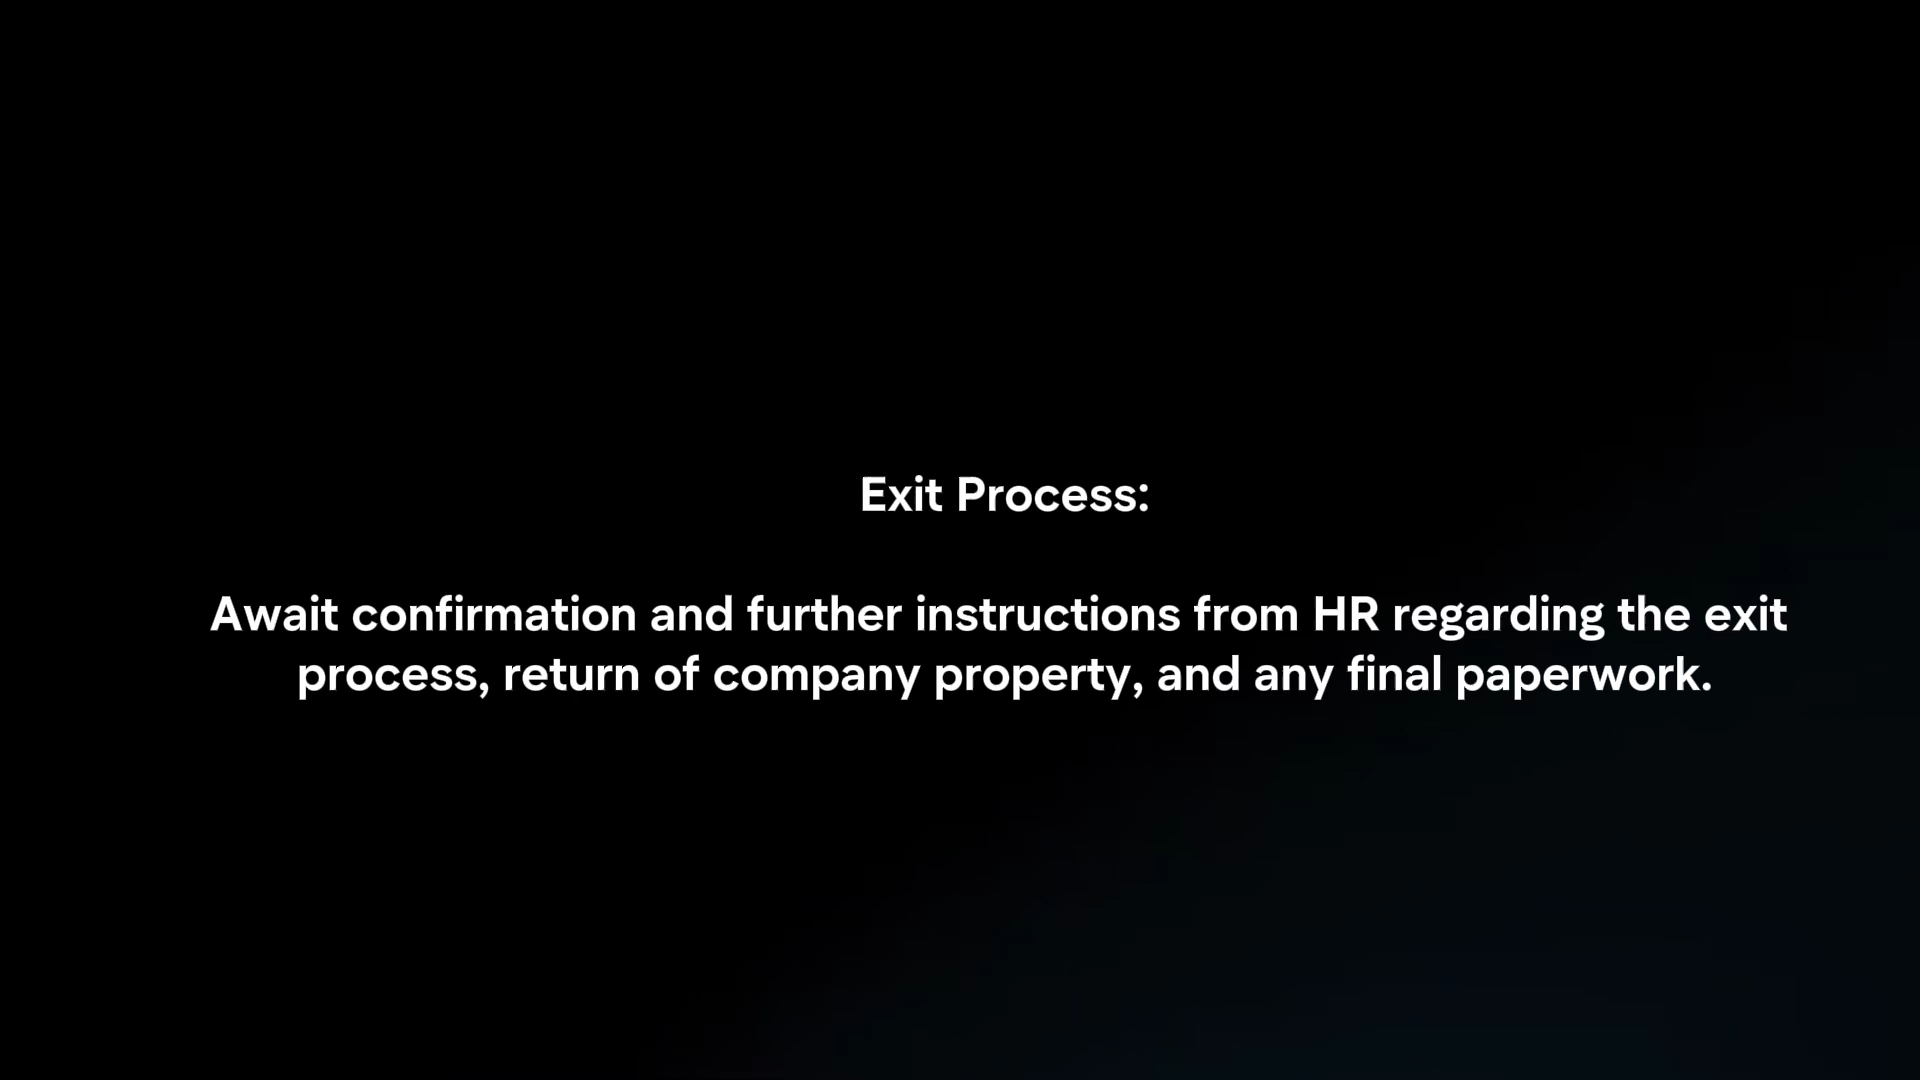 Exit Process:
Await confirmation and further instructions from HR regarding the exit
process, return of company property, and any final paperwork.